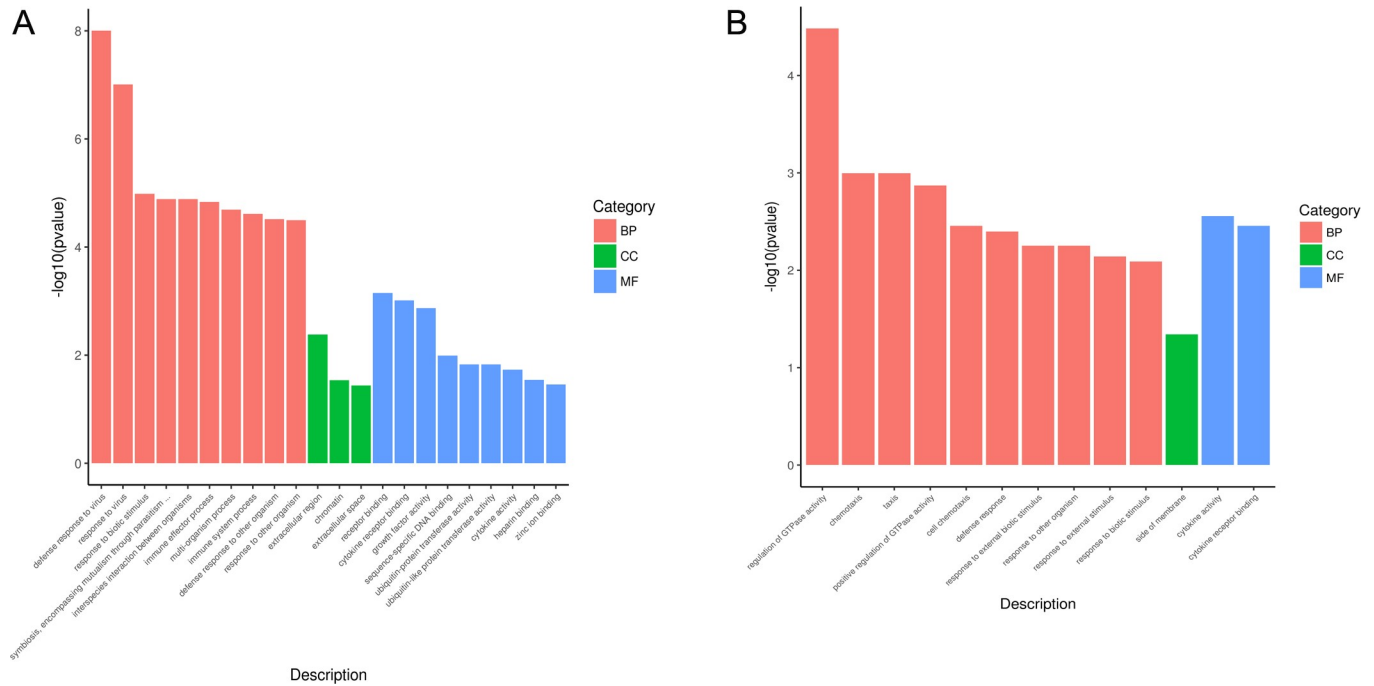 A
8
6
4
2
0
-log10(pvalue)
defense response to virus
response to virus
response to biotic stimulus
symbiosis, encompassing mutualism through parasitism ...
interspecies interaction between organisms
immune effector process
multi-organism process
immune system process
defense response to other organism
response to other organism
extracellular region
chromatin
extracellular space
receptor binding
cytokine receptor binding
growth factor activity
sequence-specific DNA binding
ubiquitin-protein transferase activity
ubiquitin-like protein transferase activity
cytokine activity
heparin binding
zinc ion binding
Description
Category
BP
CC
MF
B
4
3
2
1
0
-log10(pvalue)
regulation of GTPase activity
chemotaxis
taxis
positive regulation of GTPase activity
cell chemotaxis
defense response
response to external biotic stimulus
response to other organism
response to external stimulus
response to biotic stimulus
side of membrane
cytokine activity
cytokine receptor binding
Description
Category
BP
CC
MF